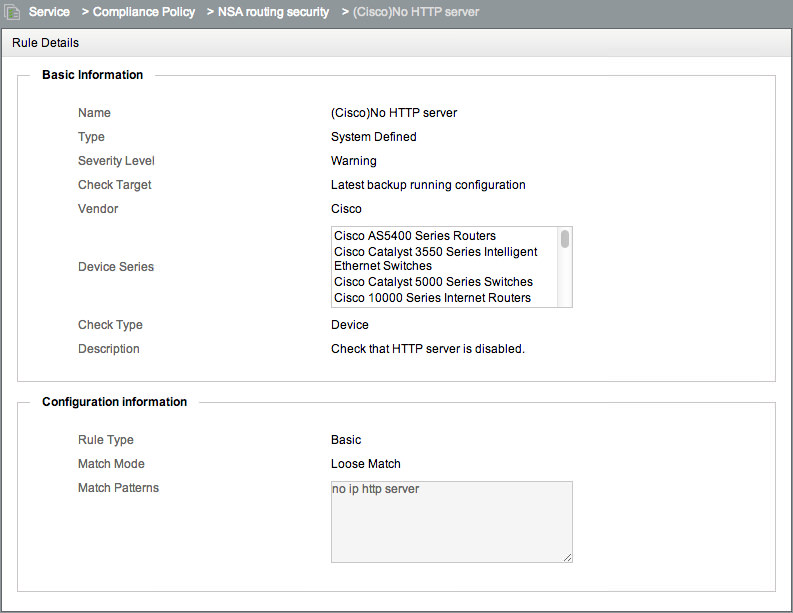 Service > Compliance Policy > NSA routing security > (Cisco)No HTTP server
Rule Details
Basic Information
Name (Cisco)No HTTP server
Type System Defined
Severity Level Warning
Check Target Latest backup running configuration
Vendor Cisco
Device Series
Cisco AS5400 Series Routers
Cisco Catalyst 3550 Series Intelligent
Ethernet Switches
Cisco Catalyst 5000 Series Switches
Cisco 10000 Series Internet Routers
Check Type Device
Description Check that HTTP server is disabled.
Configuration information
Rule Type Basic
Match Mode Loose Match
Match Patterns no ip http server